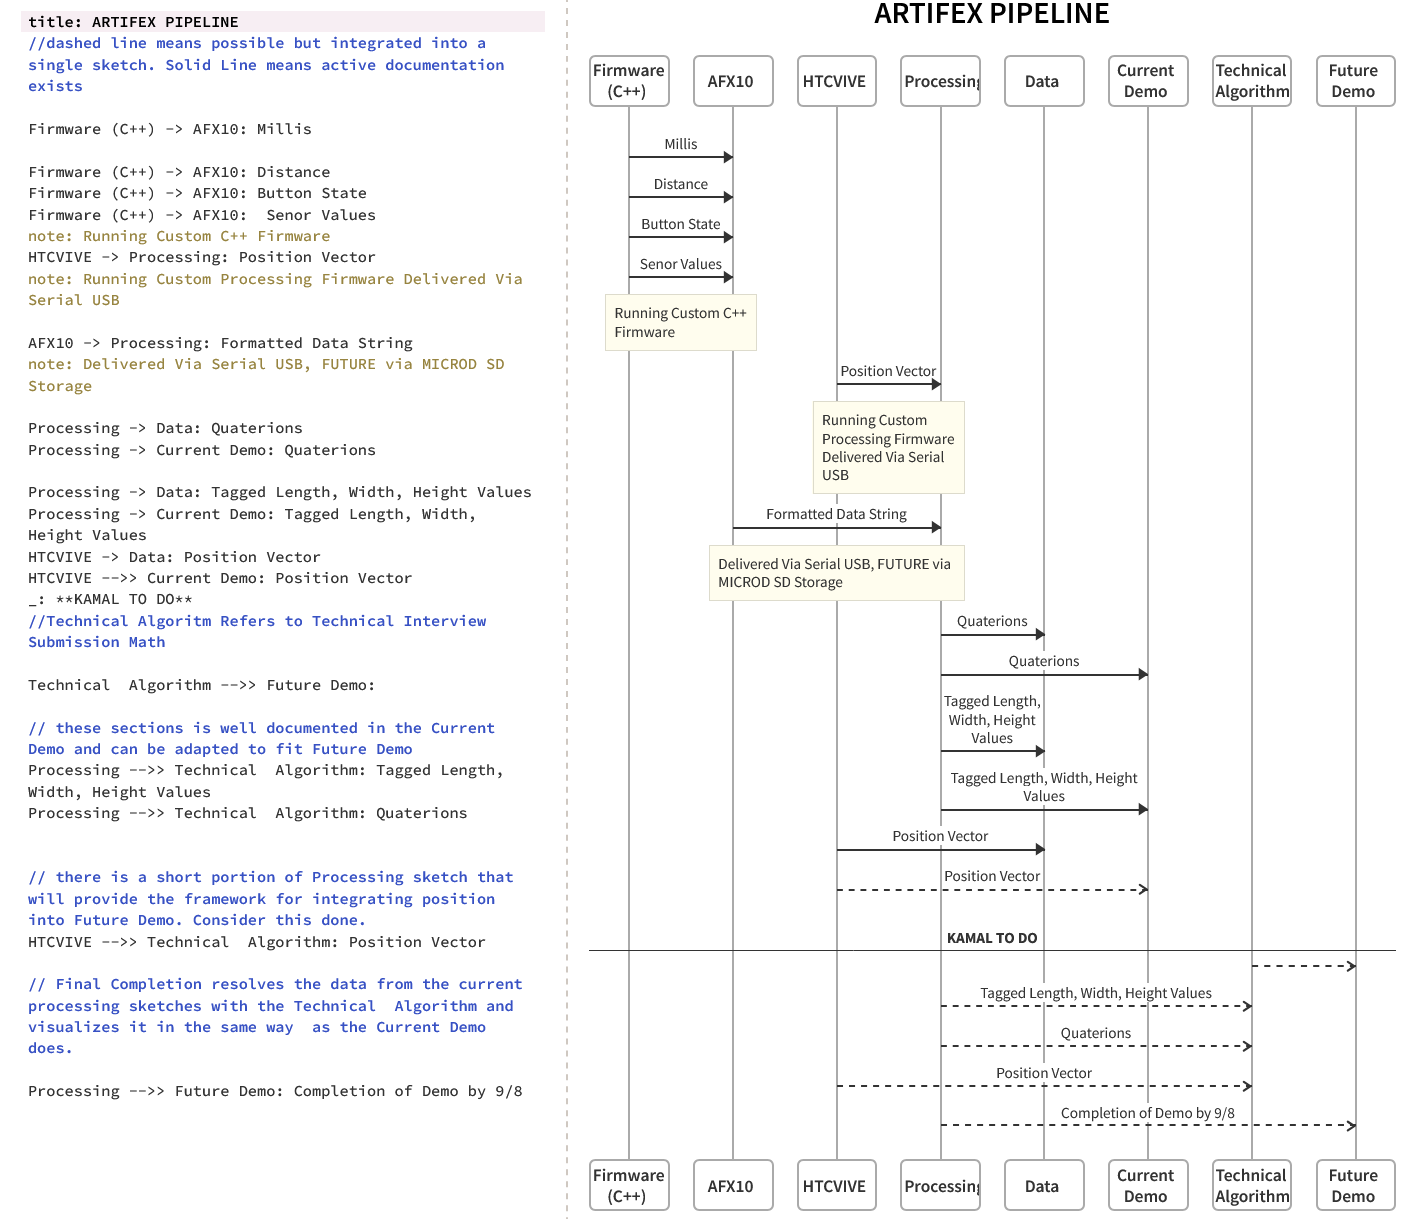 title: ARTIFEX PIPELINE
//dashed line means possible but integrated into a
single sketch. Solid Line means active documentation
exists
Firmware (C++) -> AFX10: Millis
Firmware (C++) -> AFX10: Distance
Firmware (C++) -> AFX10: Button State
Firmware (C++) -> AFX10:  Senor Values
note: Running Custom C++ Firmware
HTCVIVE -> Processing: Position Vector
note: Running Custom Processing Firmware Delivered Via
Serial USB
AFX10 -> Processing: Formatted Data String
note: Delivered Via Serial USB, FUTURE via MICROD SD
Storage
Processing -> Data: Quaterions
Processing -> Current Demo: Quaterions
Processing -> Data: Tagged Length, Width, Height Values
Processing -> Current Demo: Tagged Length, Width,
Height Values
HTCVIVE -> Data: Position Vector
HTCVIVE -->> Current Demo: Position Vector
_: **KAMAL TO DO**
//Technical Algoritm Refers to Technical Interview
Submission Math
Technical  Algorithm -->> Future Demo:
// these sections is well documented in the Current
Demo and can be adapted to fit Future Demo
Processing -->> Technical  Algorithm: Tagged Length,
Width, Height Values
Processing -->> Technical  Algorithm: Quaterions
// there is a short portion of Processing sketch that
will provide the framework for integrating position
into Future Demo. Consider this done.
HTCVIVE -->> Technical  Algorithm: Position Vector
// Final Completion resolves the data from the current
processing sketches with the Technical  Algorithm and
visualizes it in the same way  as the Current Demo
does.
Processing -->> Future Demo: Completion of Demo by 9/8
ARTIFEX PIPELINE
Firmware
(C++)
AFX10
HTCVIVE
Processing
Data
Current
Demo
Technical
Algorithm
Future
Demo
Millis
Distance
Button State
Senor Values
Running Custom C++
Firmware
Position Vector
Running Custom
Processing Firmware
Delivered Via Serial
USB
Formatted Data String
Delivered Via Serial USB, FUTURE via
MICROD SD Storage
Quaterions
Quaterions
Tagged Length,
Width, Height
Values
Tagged Length, Width, Height
Values
Position Vector
Position Vector
KAMAL TO DO
Tagged Length, Width, Height Values
Quaterions
Position Vector
Completion of Demo by 9/8
Firmware
(C++)
AFX10
HTCVIVE
Processing
Data
Current
Demo
Technical
Algorithm
Future
Demo